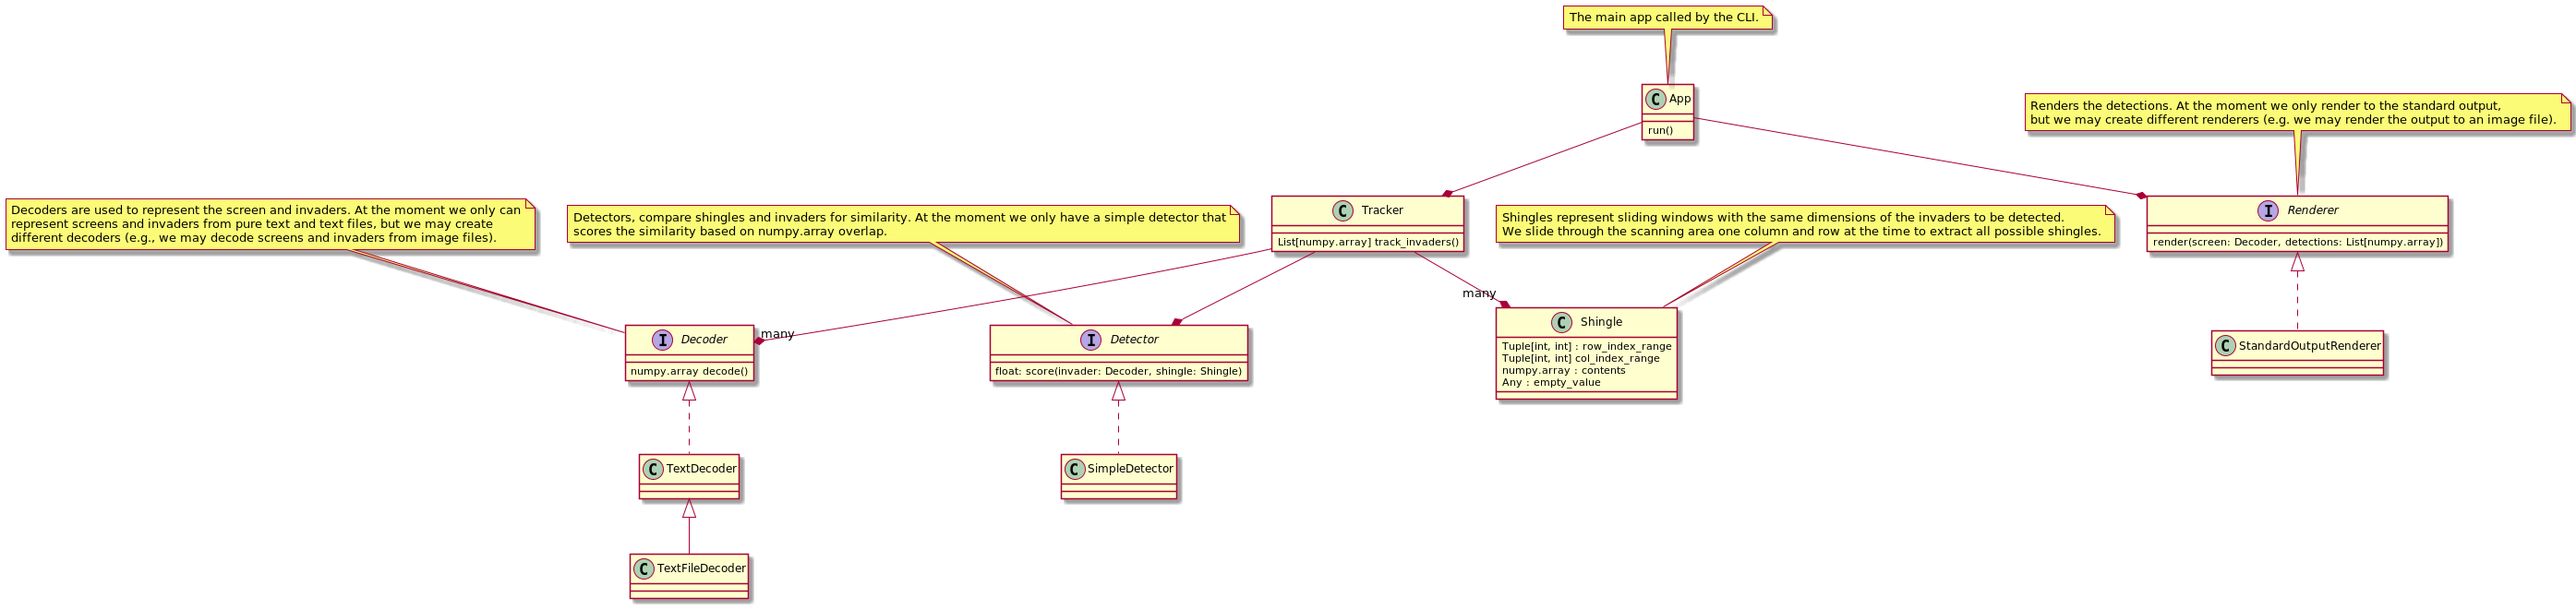 The main app called by the CLI.
C App
run()
Renders the detections. At the moment we only render to the standard output,
but we may create different renderers (e.g. we may render the output to an image file).
Decoders are used to represent the screen and invaders. At the moment we only can
represent screens and invaders from pure text and text files, but we may create
different decoders (e.g., we may decode screens and invaders from image files).
Detectors, compare shingles and invaders for similarity. At the moment we only have a simple detector that
scores the similarity based on numpy.array overlap.
C Tracker
List[numpy.array] track_invaders()
Shingles represent sliding windows with the same dimensions of the invaders to be detected.
We slide through the scanning area one column and row at the time to extract all possible shingles.
I Renderer
render(screen: Decoder, detections: List[numpy.array])
many
many
I Decoder
numpy.array decode()
I Detector
float: score(invader: Decoder, shingle: Shingle)
C Shingle
Tuple[int, int] : row_index_range
Tuple[int, int] col_index_range
numpy.array : contents
Any : empty_value
C StandardOutputRenderer
C TextDecoder
C SimpleDetector
C TextFileDecoder